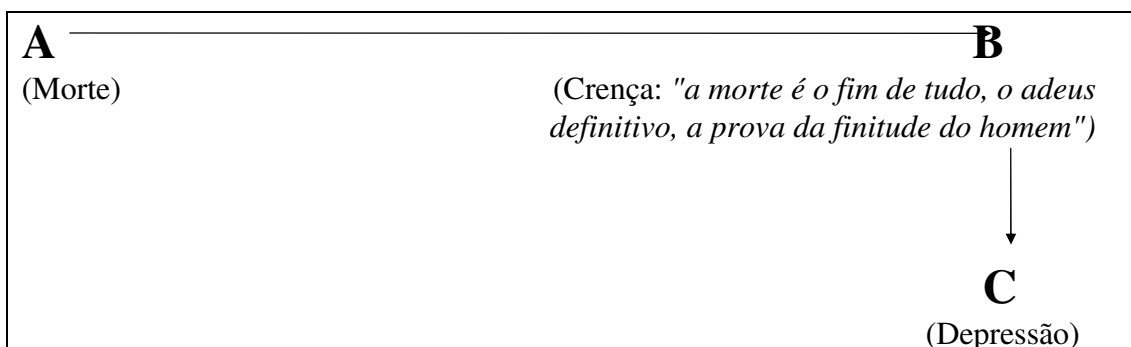 A B
(Morte) (Crença: "a morte é o fim de tudo, o adeus
definitivo, a prova da finitude do homem")
C
(Depressão)